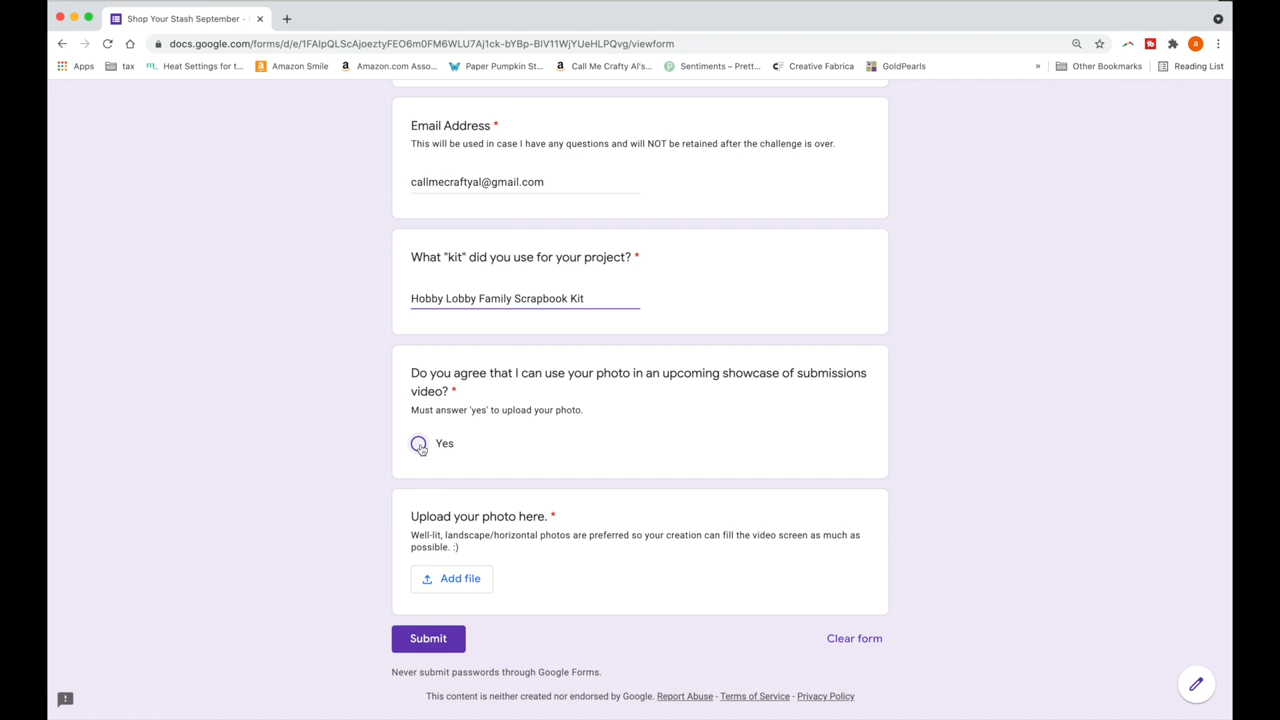 Shop Your Stash September -
docs.google.com/forms/d/e/1FAIpQLScAjoeztyFEO6m0FM6WLU7Aj1ck-bYBp-BIV11WjYUeHLPQvg/viewform
Apps tax Heat Settings for t... Amazon Smile Amazon.com Asso... Paper Pumpkin St... Call Me Crafty Al's... Sentiments – Prett... Creative Fabrica GoldPearls » Other Bookmarks Reading List
Email Address *
This will be used in case I have any questions and will NOT be retained after the challenge is over.
callmecraftyal@gmail.com
What "kit" did you use for your project? *
Hobby Lobby Family Scrapbook Kit
Do you agree that I can use your photo in an upcoming showcase of submissions
video? *
Must answer 'yes' to upload your photo.
Yes
Upload your photo here. *
Well-lit, landscape/horizontal photos are preferred so your creation can fill the video screen as much as
possible. :)
Add file
Submit Clear form
Never submit passwords through Google Forms.
This content is neither created nor endorsed by Google. Report Abuse - Terms of Service - Privacy Policy